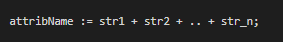 attribName := str1 + str2 + .. + str_n;